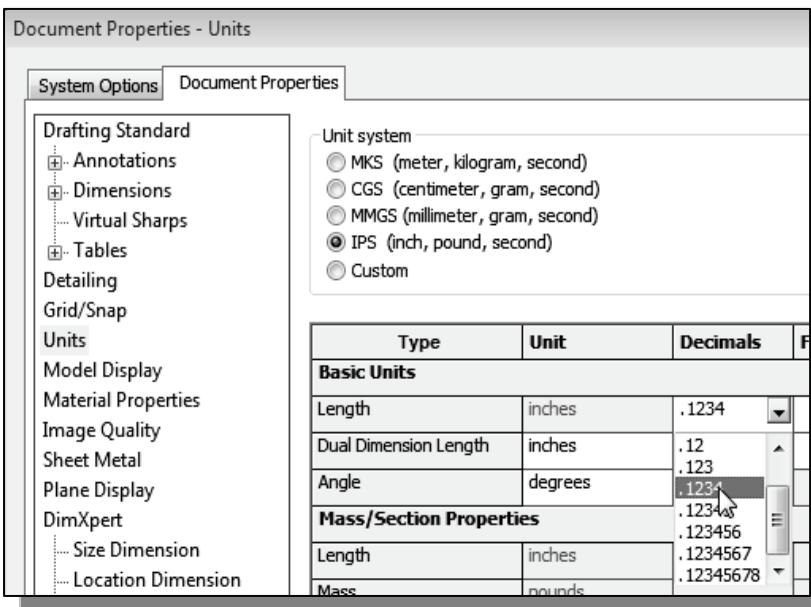 Document Properties - Units
System Options
Document Properties
Drafting Standard
Annotations
Dimensions
Virtual Sharps
Tables
Detailing
Grid/Snap
Units
Model Display
Material Properties
Image Quality
Sheet Metal
Plane Display
DimXpert
Size Dimension
Location Dimension
Unit system
MKS (meter, kilogram, second)
CGS (centimeter, gram, second)
MMGS (millimeter, gram, second)
IPS (inch, pound, second)
Custom
Type Unit Decimals F
Basic Units
Length inches .1234
Dual Dimension Length inches
Angle degrees
Mass/Section Properties
Length inches
Mass pounds
.12
.123
.1234
.12345
.123456
.1234567
.12345678